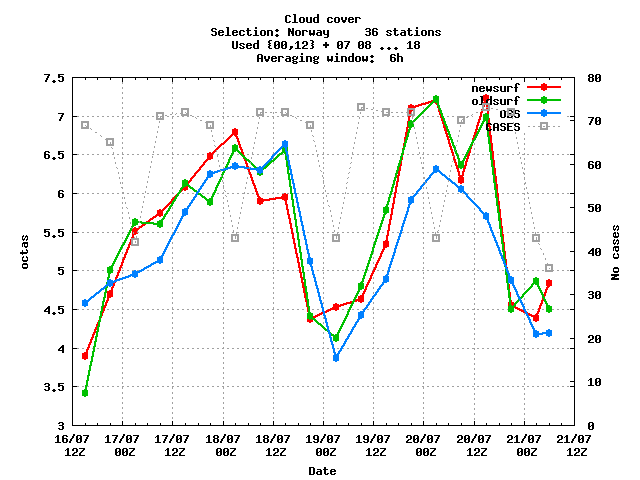 Cloud cover
Selection: Norway 36 stations
Used {00,12} + 07 08 ... 18
Averaging window: 6h
newsurf
oldsurf
OBS
CASES
octas
7.5
7
6.5
6
5.5
5
4.5
4
3.5
3
No cases
80
70
60
50
40
30
20
10
0
16/07 17/07 17/07 18/07 18/07 19/07 19/07 20/07 20/07 21/07 21/07
12Z 00Z 12Z 00Z 12Z 00Z 12Z 00Z 12Z 00Z 12Z
Date